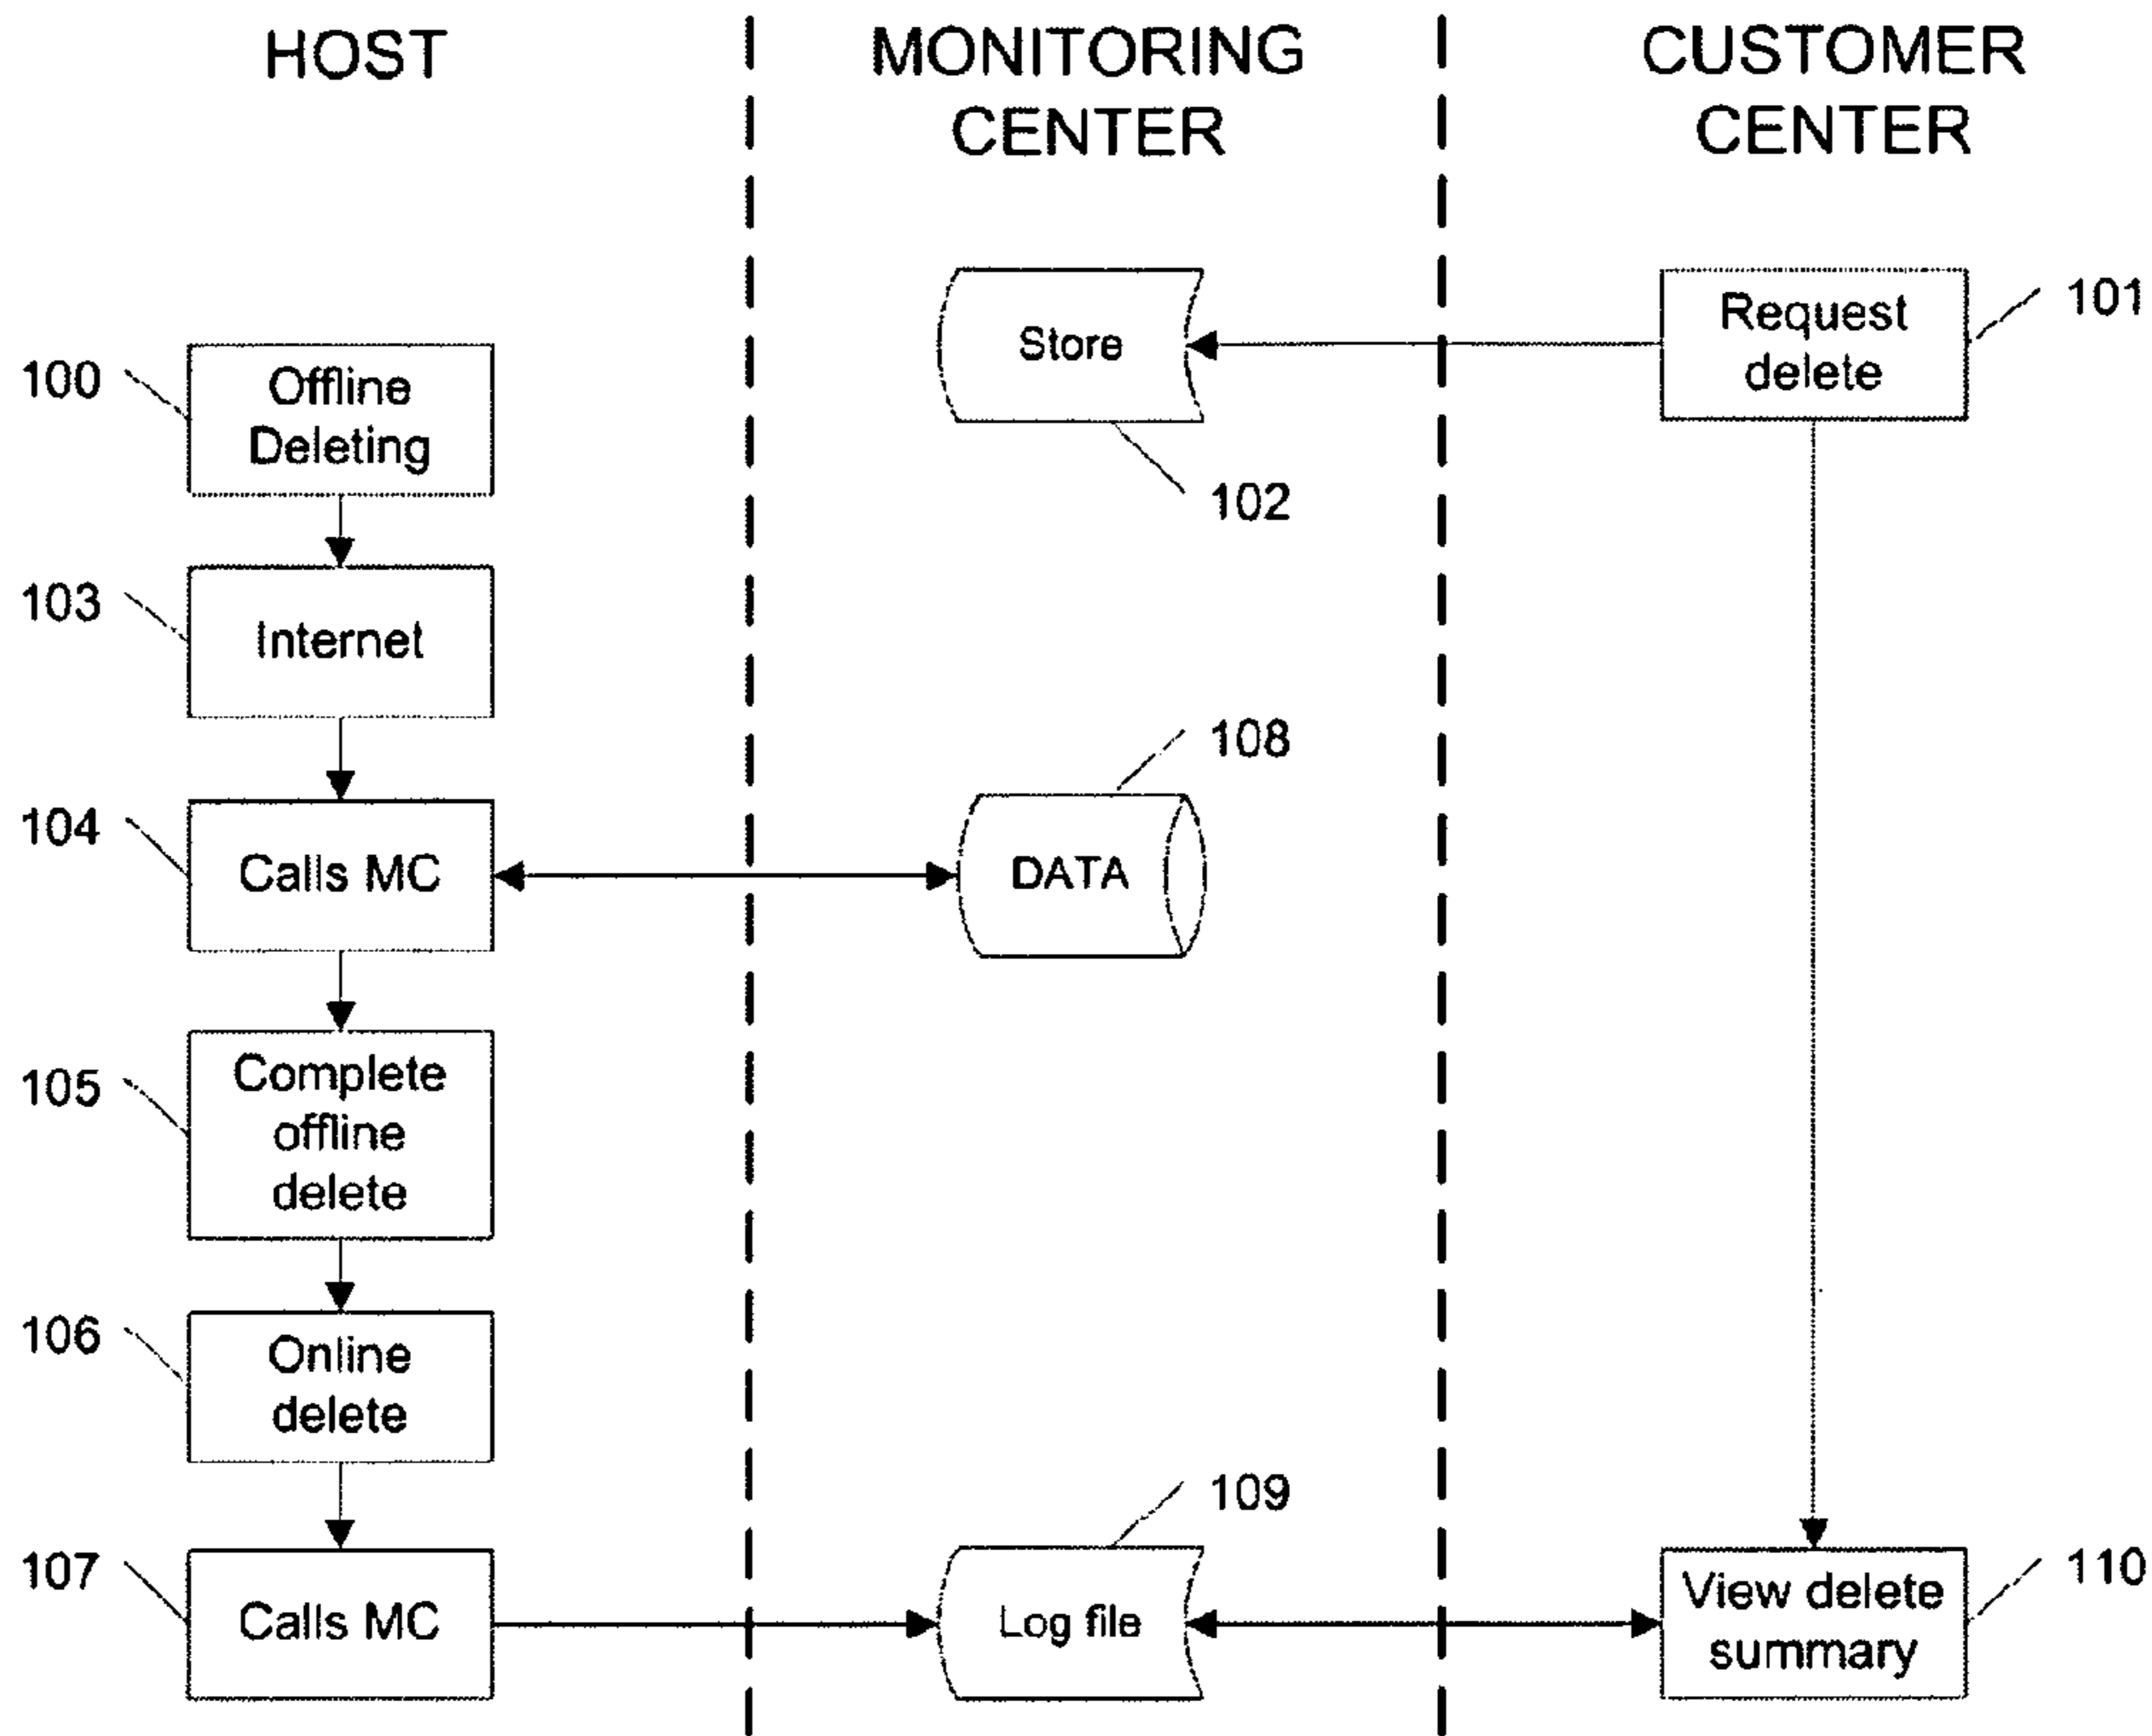 HOST
MONITORING
CENTER
CUSTOMER
CENTER
Store
102
Request
delete
101
100
Offline
Deleting
103
Internet
104
Calls MC
108
DATA
105
Complete
offline
delete
106
Online
delete
107
Calls MC
109
Log file
View delete
summary
110